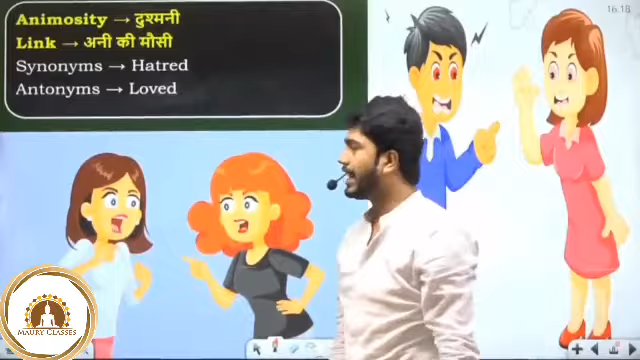 Animosity → दुश्मनी
Link → अनी की मौसी
Synonyms → Hatred
Antonyms → Loved
16.18
MAURY CLASSES